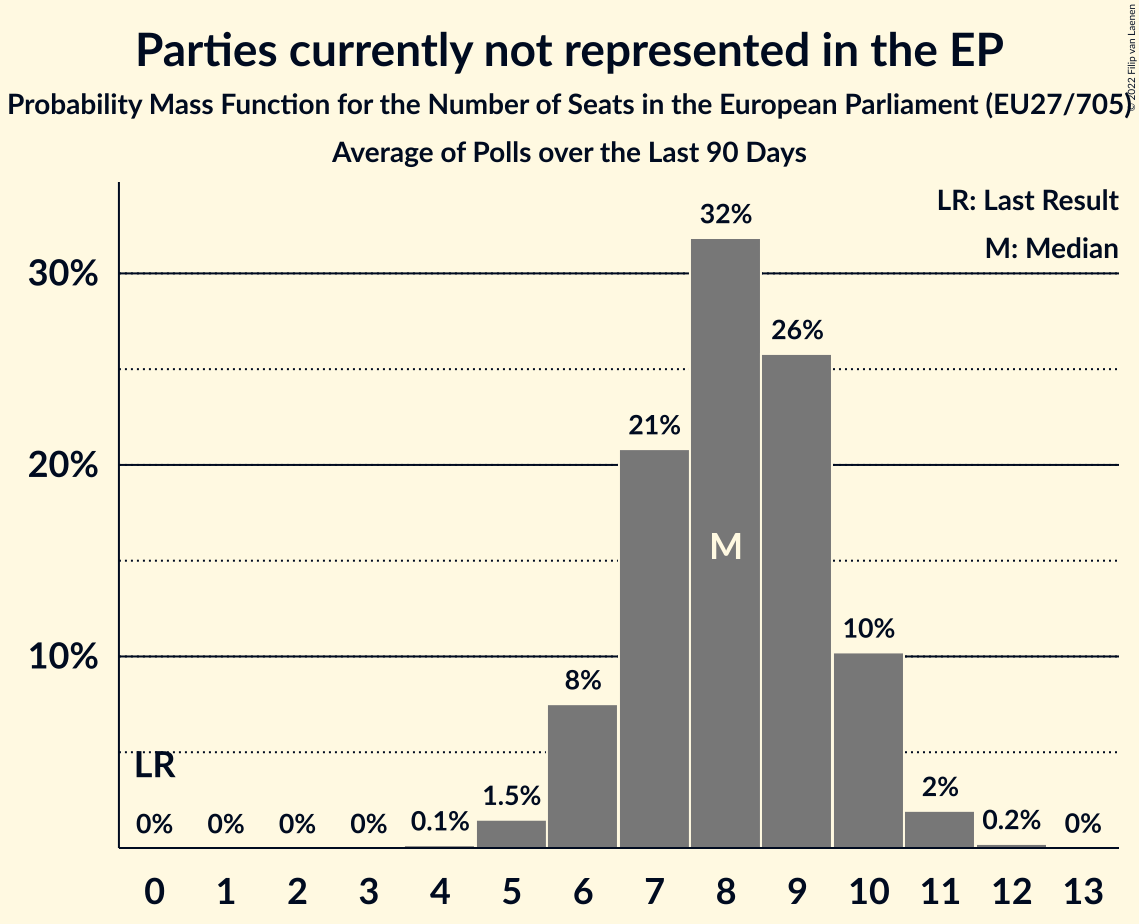 Parties currently not represented in the EP
Probability Mass Function for the Number of Seats in the European Parliament (EU27/705)
Average of Polls over the Last 90 Days
© 2022 Filip van Laenen
LR: Last Result
M: Median
30%
20%
10%
LR
0%
0%
0%
0%
0.1%
1.5%
8%
21%
32%
26%
10%
2%
0.2%
0%
M
0 1 2 3 4 5 6 7 8 9 10 11 12 13